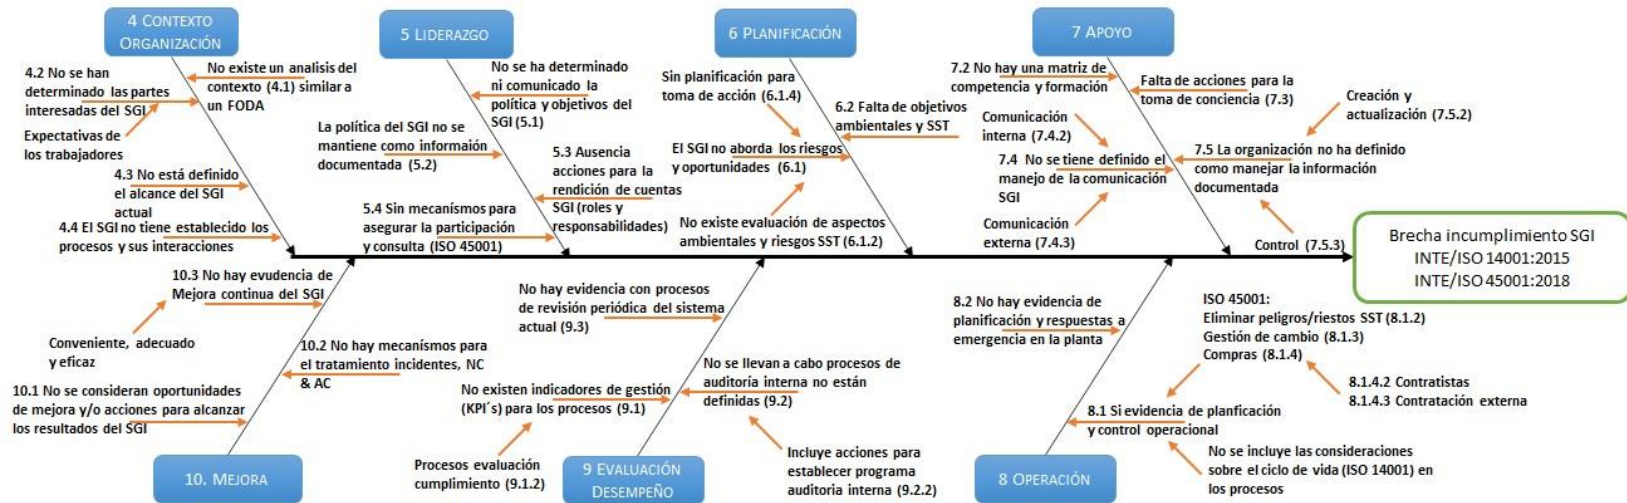 4 CONTEXTO
ORGANIZACIÓN
4.2 No se han
determinado las partes
interesadas del SGI
No existe un analisis del
contexto (4.1) similar a
un FODA
Expectativas de
los trabajadores
4.3 No está definido
el alcance del SGI
actual
4.4 El SGI no tiene establecido los
procesos y sus interacciones
5 LIDERAZGO
No se ha determinado
ni comunicado la
política y objetivos del
SGI (5.1)
La política del SGI no se
mantiene como informaión
documentada (5.2)
5.3 Ausencia
acciones para la
rendición de cuentas
SGI (roles y
responsabilidades)
5.4 Sin mecanísmos para
asegurar la participación
y consulta (ISO 45001)
6 PLANIFICACIÓN
Sin planificación para
toma de acción (6.1.4)
6.2 Falta de objetivos
ambientales y SST
El SGI no aborda los riesgos
y oportunidades (6.1)
No existe evaluación de aspectos
ambientales y riesgos SST (6.1.2)
7 APOYO
7.2 No hay una matriz de
competencia y formación
Falta de acciones para la
toma de conciencia (7.3)
Creación y
actualización (7.5.2)
Comunicación
interna (7.4.2)
7.4 No se tiene definido el
manejo de la comunicación
SGI
7.5 La organización no ha definido
como manejar la información
documentada
Comunicación
externa (7.4.3)
Control (7.5.3)
Brecha incumplimiento SGI
INTE/ISO 14001:2015
INTE/ISO 45001:2018
10.3 No hay evudencia de
Mejora continua del SGI
Conveniente, adecuado
y eficaz
10.2 No hay mecanísmos para
el tratamiento incidentes, NC
& AC
10.1 No se consideran oportunidades
de mejora y/o acciones para alcanzar
los resultados del SGI
10. MEJORA
No hay evidencia con procesos
de revisión periódica del sistema
actual (9.3)
No existen indicadores de gestión
(KPI´s) para los procesos (9.1)
No se llevan a cabo procesos de
auditoría interna no están
definidas (9.2)
Procesos evaluación
cumplimiento (9.1.2)
Incluye acciones para
establecer programa
auditoria interna (9.2.2)
9 EVALUACIÓN
DESEMPEÑO
8.2 No hay evidencia de
planificación y respuestas a
emergencia en la planta
ISO 45001:
Eliminar peligros/riestos SST (8.1.2)
Gestión de cambio (8.1.3)
Compras (8.1.4)
8.1.4.2 Contratistas
8.1.4.3 Contratación externa
8.1 Si evidencia de planficación
y control operacional
No se incluye las consideraciones
sobre el ciclo de vida (ISO 14001) en
los procesos
8 OPERACIÓN